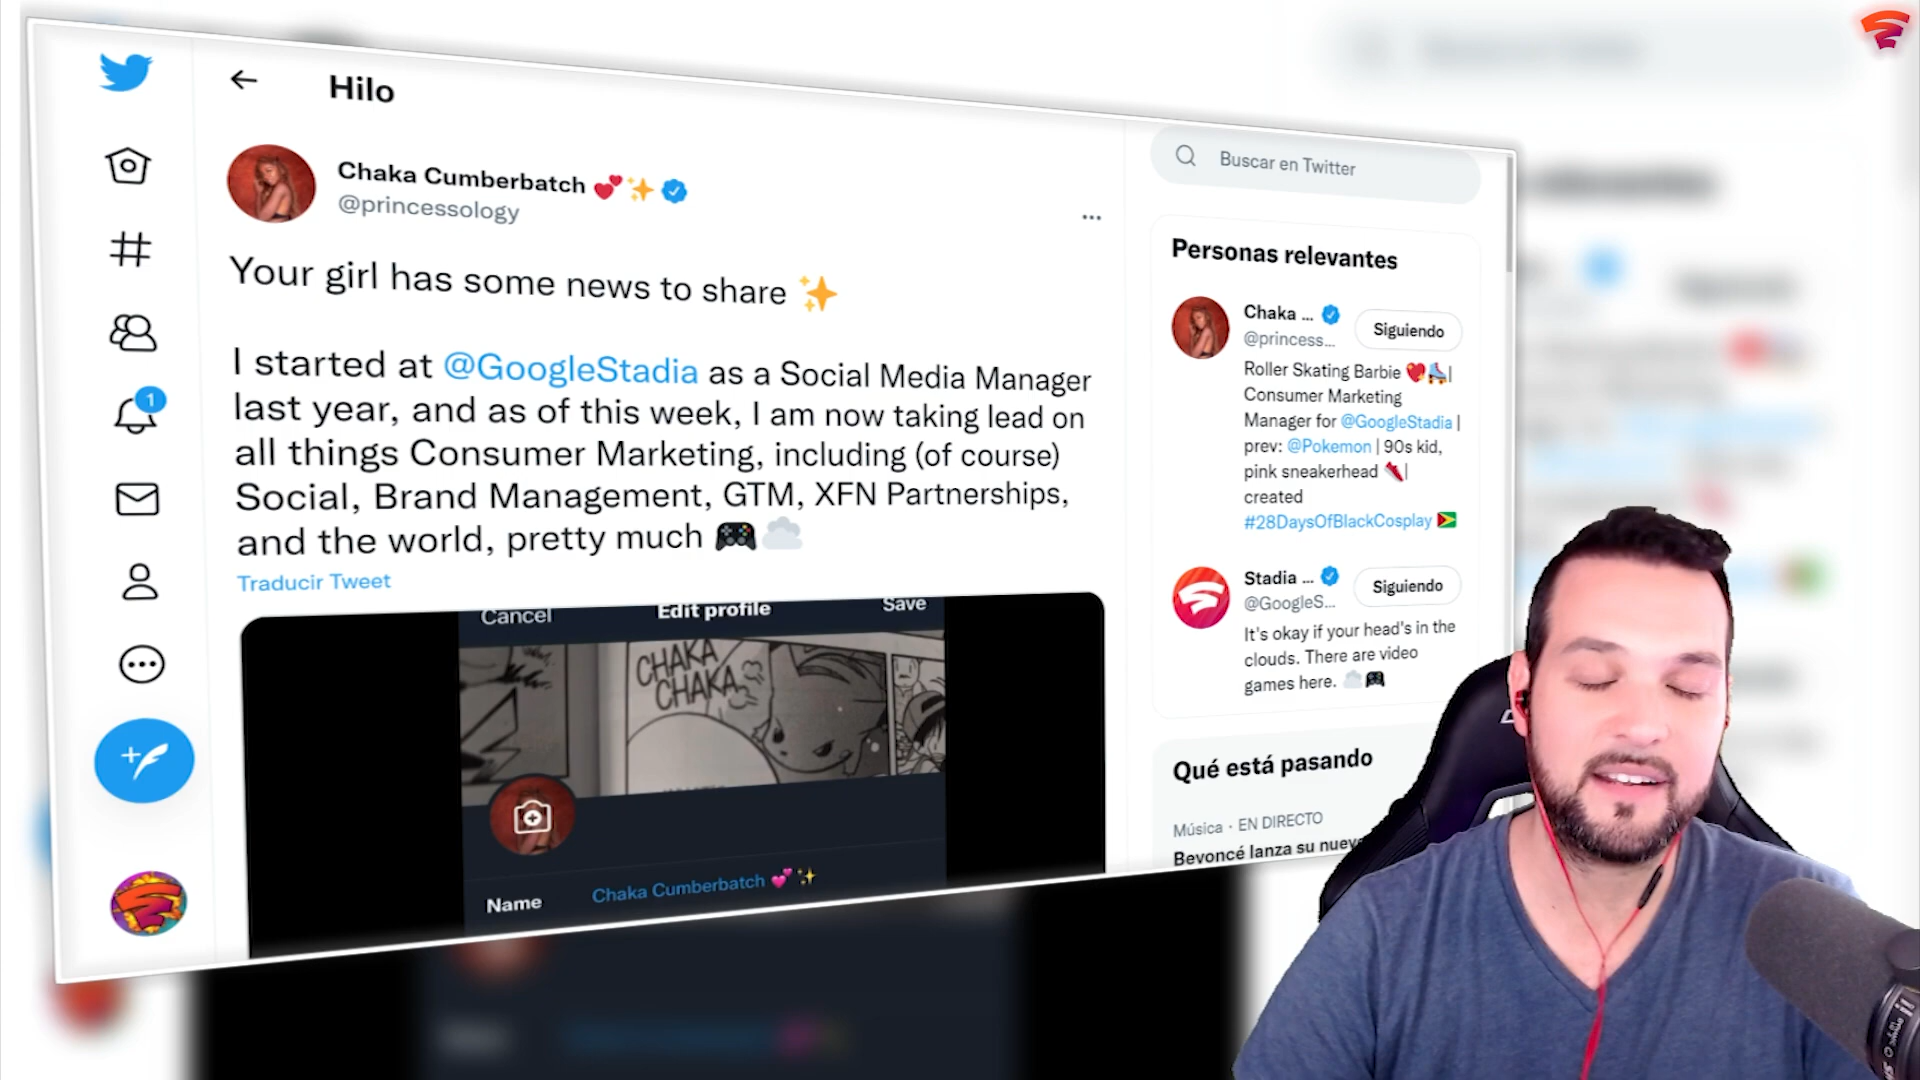 Hilo
Chaka Cumberbatch 💕✨
@princessology
...
Your girl has some news to share ✨
I started at @GoogleStadia as a Social Media Manager
last year, and as of this week, I am now taking lead on
all things Consumer Marketing, including (of course)
Social, Brand Management, GTM, XFN Partnerships,
and the world, pretty much 🎮☁️
Traducir Tweet
Cancel
Edit profile
Save
CHAKA
CHAKA
Name
Chaka Cumberbatch 💕✨
1
Buscar en Twitter
Personas relevantes
Chaka ...
Siguiendo
@princess...
Roller Skating Barbie 💖🛼|
Consumer Marketing
Manager for @GoogleStadia |
prev: @Pokemon | 90s kid,
pink sneakerhead 👠|
created
#28DaysOfBlackCosplay 🇬🇾
Stadia ...
Siguiendo
@GoogleS...
It's okay if your head's in the
clouds. There are video
games here. ☁️🎮
Qué está pasando
Música · EN DIRECTO
Beyoncé lanza su nuev